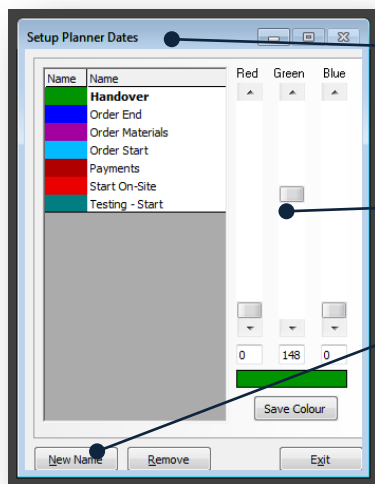 Setup Planner Dates
Red Green Blue
Name Name
Handover
Order End
Order Materials
Order Start
Payments
Start On-Site
Testing - Start
0 148 0
Save Colour
New Name Remove Exit